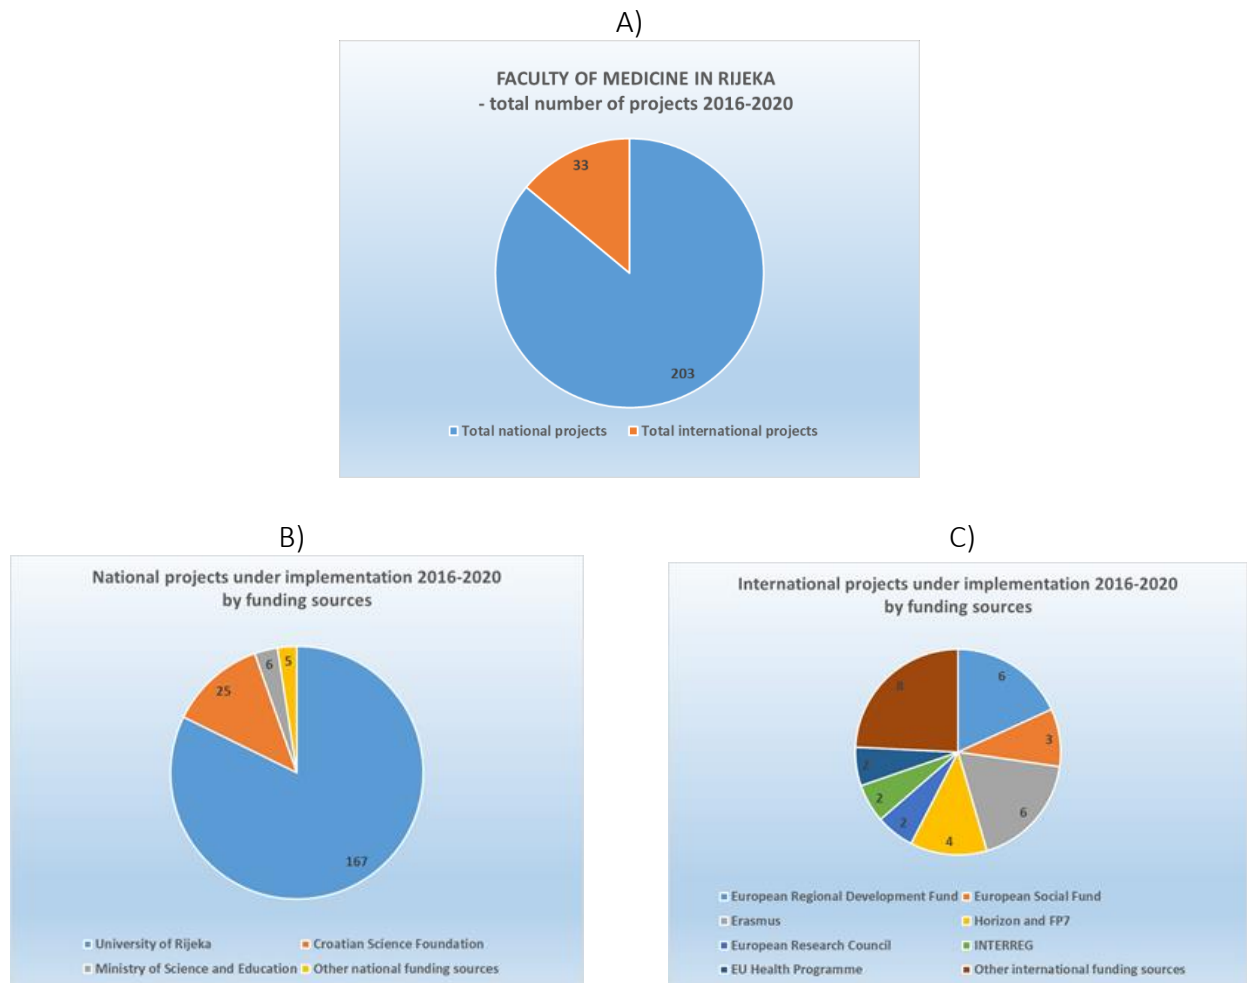 A)
FACULTY OF MEDICINE IN RIJEKA
- total number of projects 2016-2020
33
203
Total national projects Total international projects
B)
National projects under implementation 2016-2020
by funding sources
5
6
25
167
University of Rijeka Croatian Science Foundation
Ministry of Science and Education Other national funding sources
C)
International projects under implementation 2016-2020
by funding sources
6
8
3
2
2
6
2
4
European Regional Development Fund European Social Fund
Erasmus Horizon and FP7
European Research Council INTERREG
EU Health Programme Other international funding sources